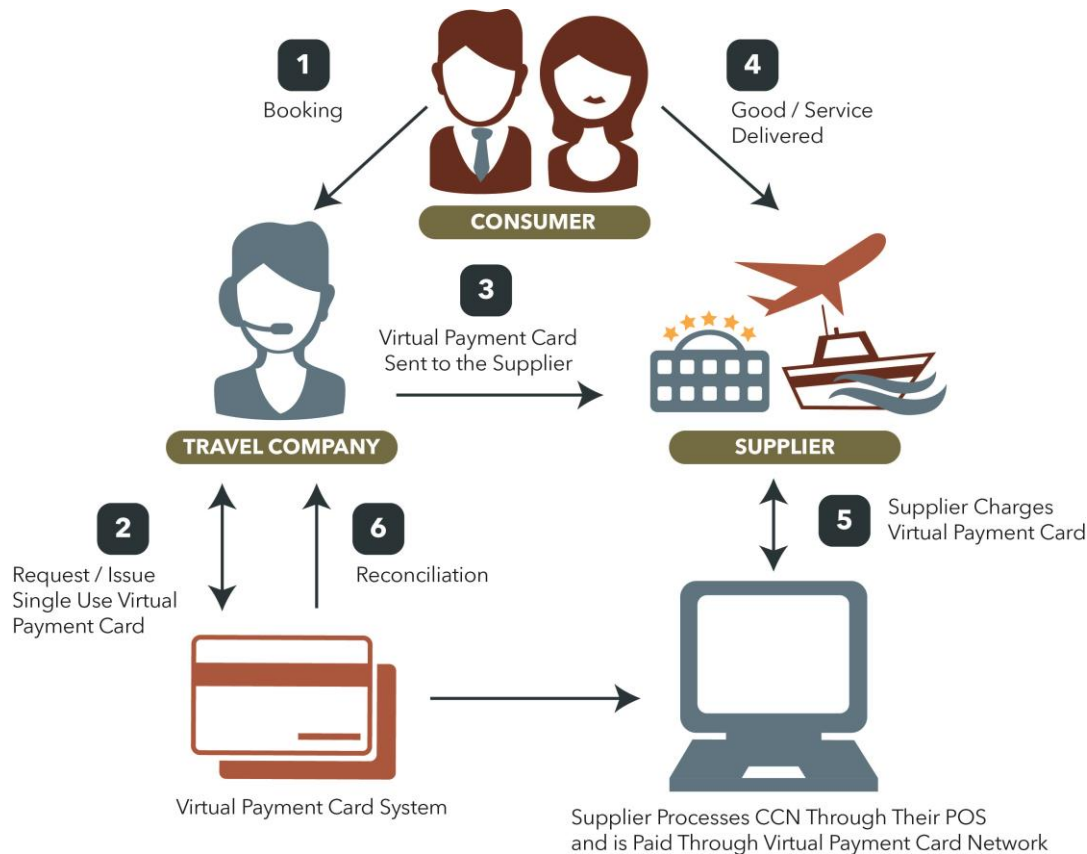 1
Booking
4
Good / Service
Delivered
CONSUMER
3
Virtual Payment Card
Sent to the Supplier
TRAVEL COMPANY
SUPPLIER
2
Request / Issue
Single Use Virtual
Payment Card
6
Reconciliation
5
Supplier Charges
Virtual Payment Card
Virtual Payment Card System
Supplier Processes CCN Through Their POS
and is Paid Through Virtual Payment Card Network